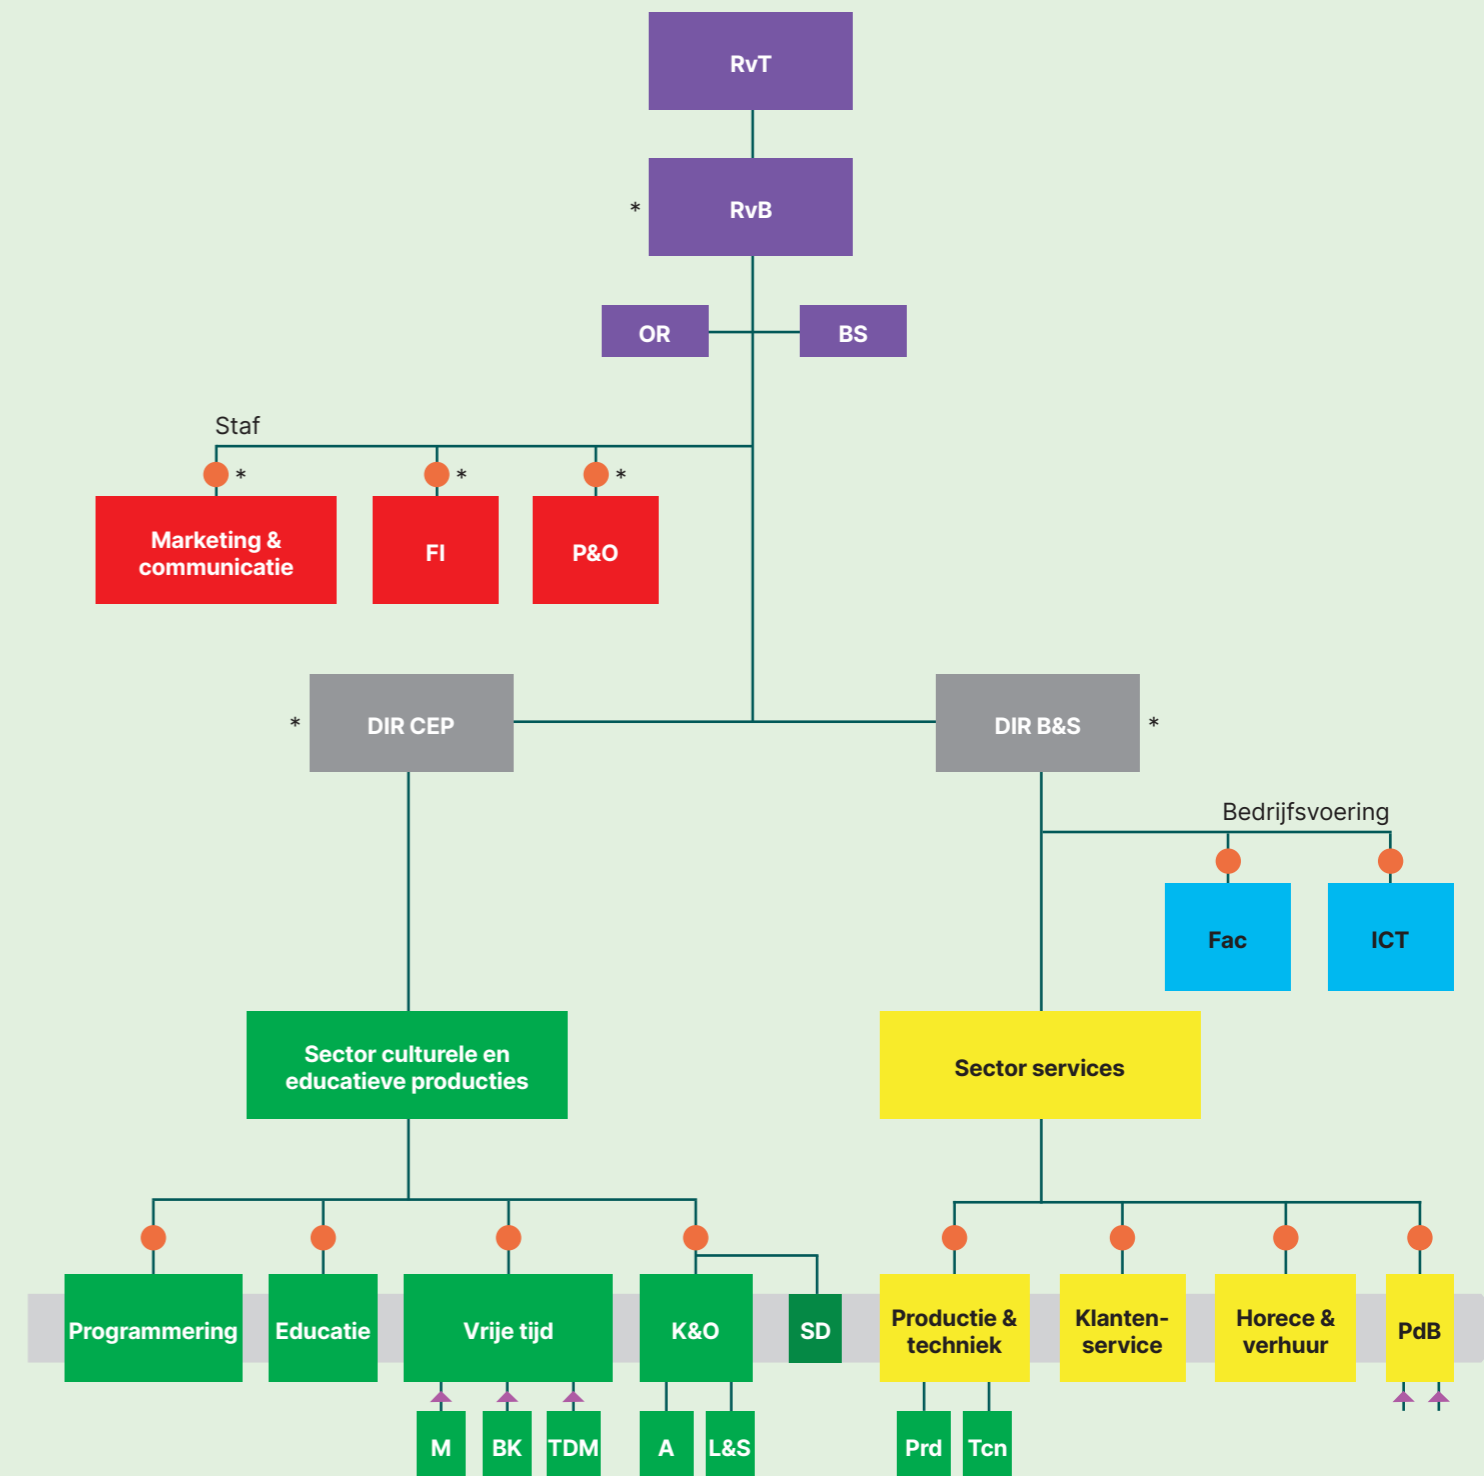 RvT
* RvB
OR
BS
Staf
*
*
*
Marketing &
communicatie
FI
P&O
* DIR CEP
DIR B&S *
Bedrijfsvoering
Fac
ICT
Sector culturele en
educatieve producties
Sector services
Programmering
Educatie
Vrije tijd
K&O
SD
Productie &
techniek
Klanten-
service
Horece &
verhuur
PdB
M
BK
TDM
A
L&S
Prd
Tcn